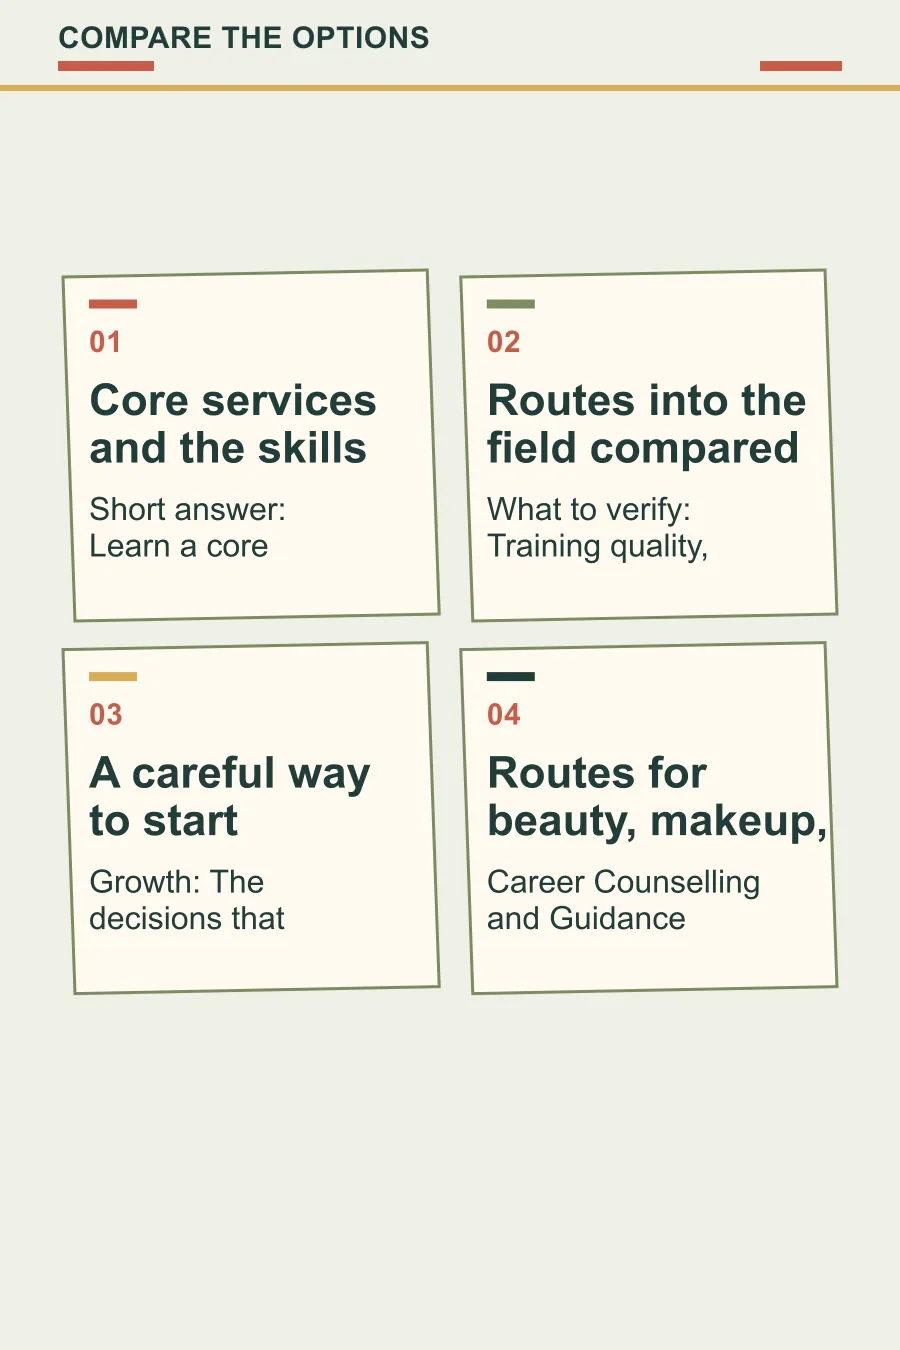 COMPARE THE OPTIONS
01
Core services
and the skills
Short answer:
Learn a core
02
Routes into the
field compared
What to verify:
Training quality,
03
A careful way
to start
Growth: The
decisions that
04
Routes for
beauty, makeup,
Career Counselling
and Guidance